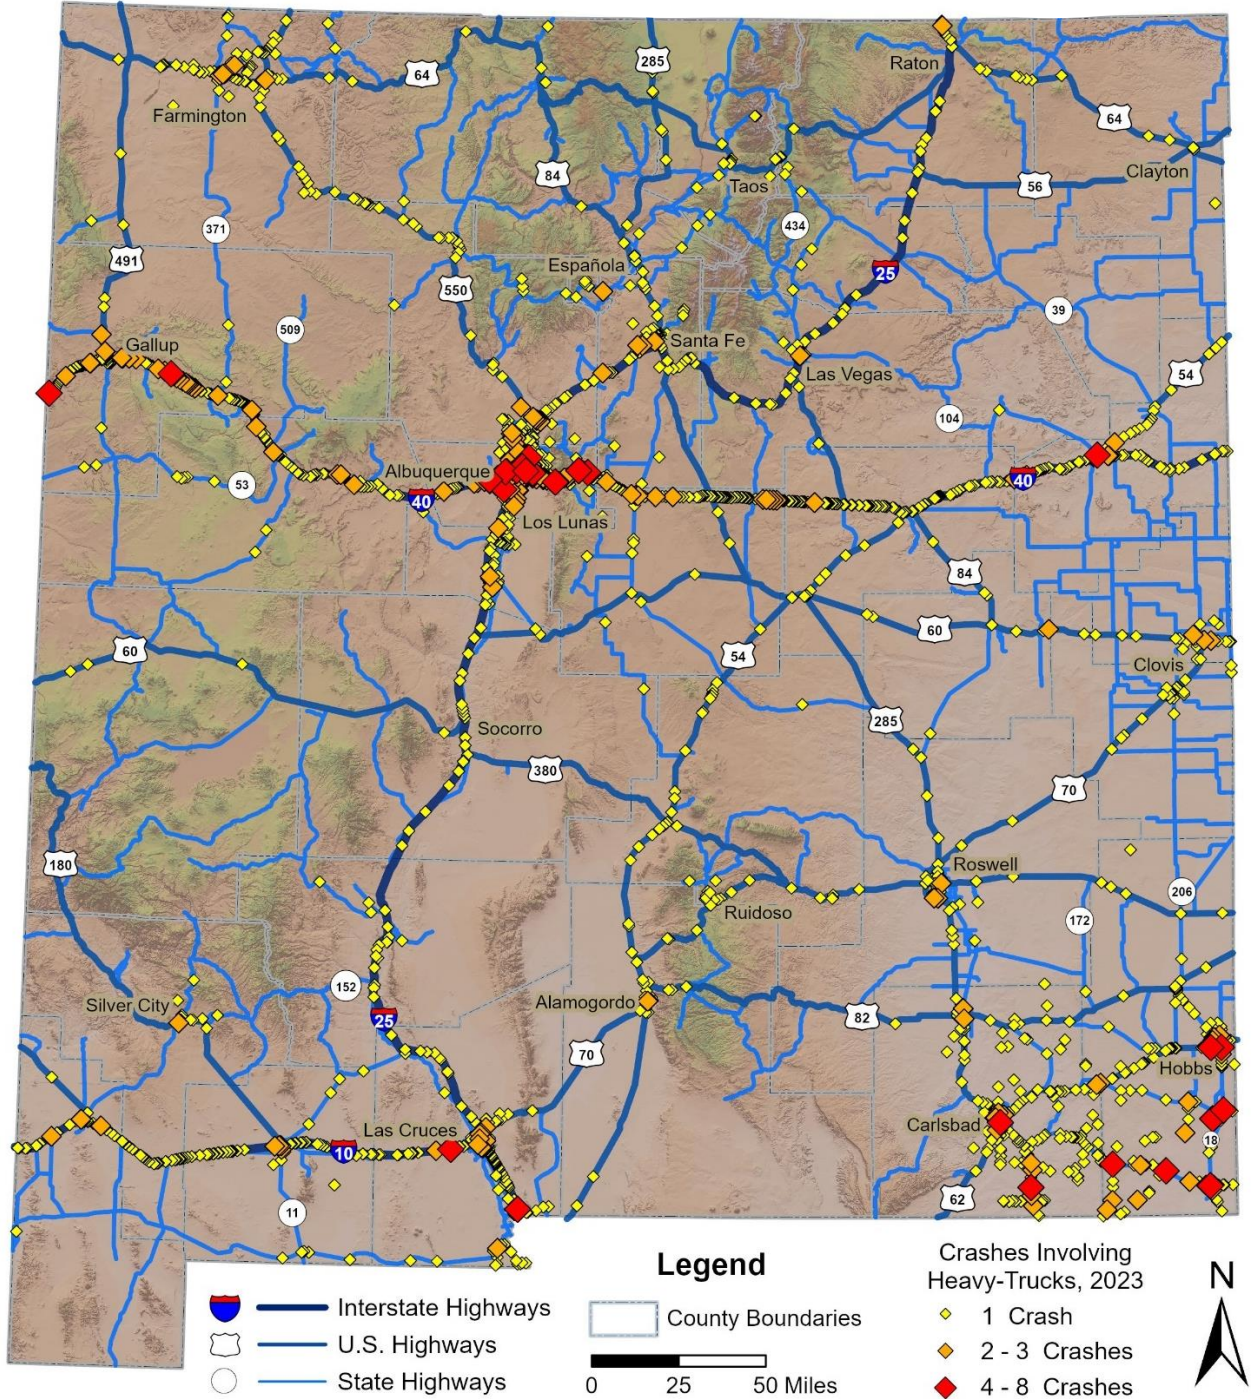 Raton
285
64
Farmington
64
Clayton
84
Taos
56
371
434
491
Española
25
550
39
509
Gallup
Santa Fe
Las Vegas
54
104
Albuquerque
53
40
40
Los Lunas
84
60
60
54
Clovis
285
Socorro
380
70
180
Roswell
206
Ruidoso
172
152
Silver City
Alamogordo
25
82
70
Hobbs
Las Cruces
Carlsbad
18
10
62
11
Legend
Interstate Highways
U.S. Highways
State Highways
County Boundaries
0 25 50 Miles
Crashes Involving
Heavy-Trucks, 2023
1 Crash
2 - 3 Crashes
4 - 8 Crashes
N